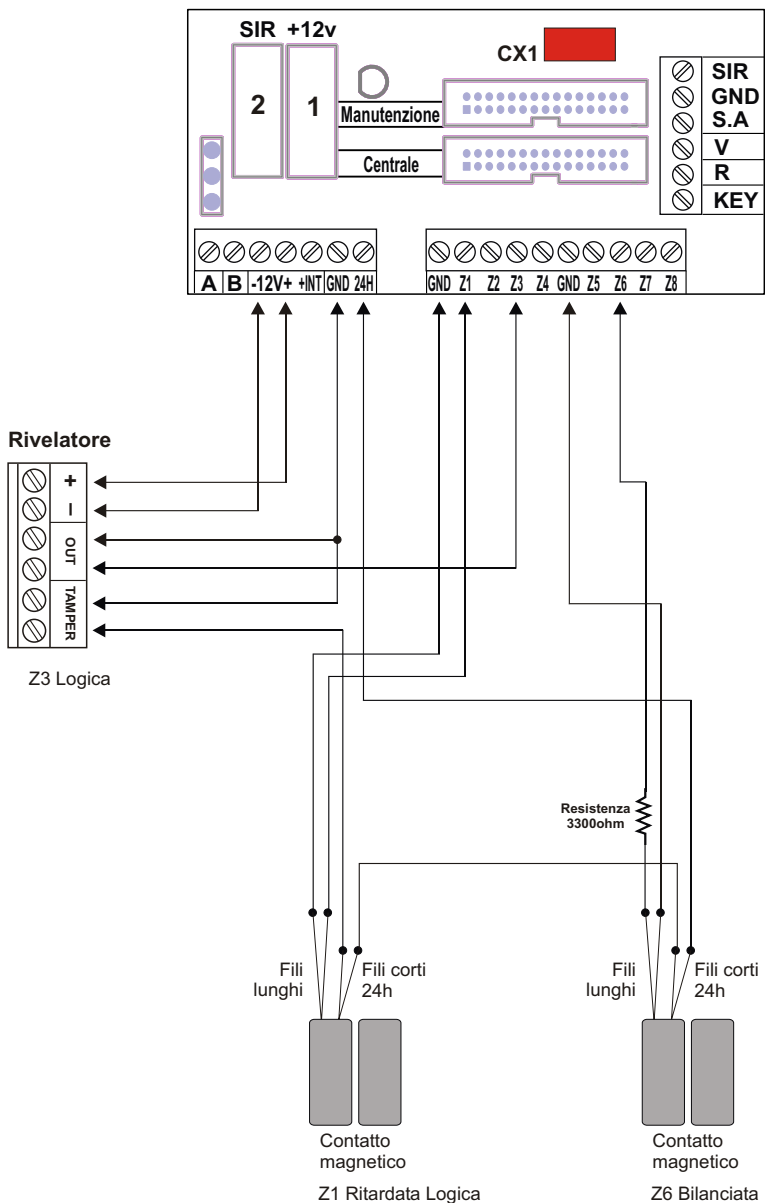 SIR +12v
CX1
2
1
Manutenzione
Centrale
SIR
GND
S.A
V
R
KEY
A B -12V+ +INT GND 24H
GND Z1 Z2 Z3 Z4 GND Z5 Z6 Z7 Z8
Rivelatore
+
–
OUT
TAMPER
Z3 Logica
Resistenza
3300ohm
Fili
lunghi
Fili corti
24h
Fili
lunghi
Fili corti
24h
Contatto
magnetico
Contatto
magnetico
Z1 Ritardata Logica
Z6 Bilanciata